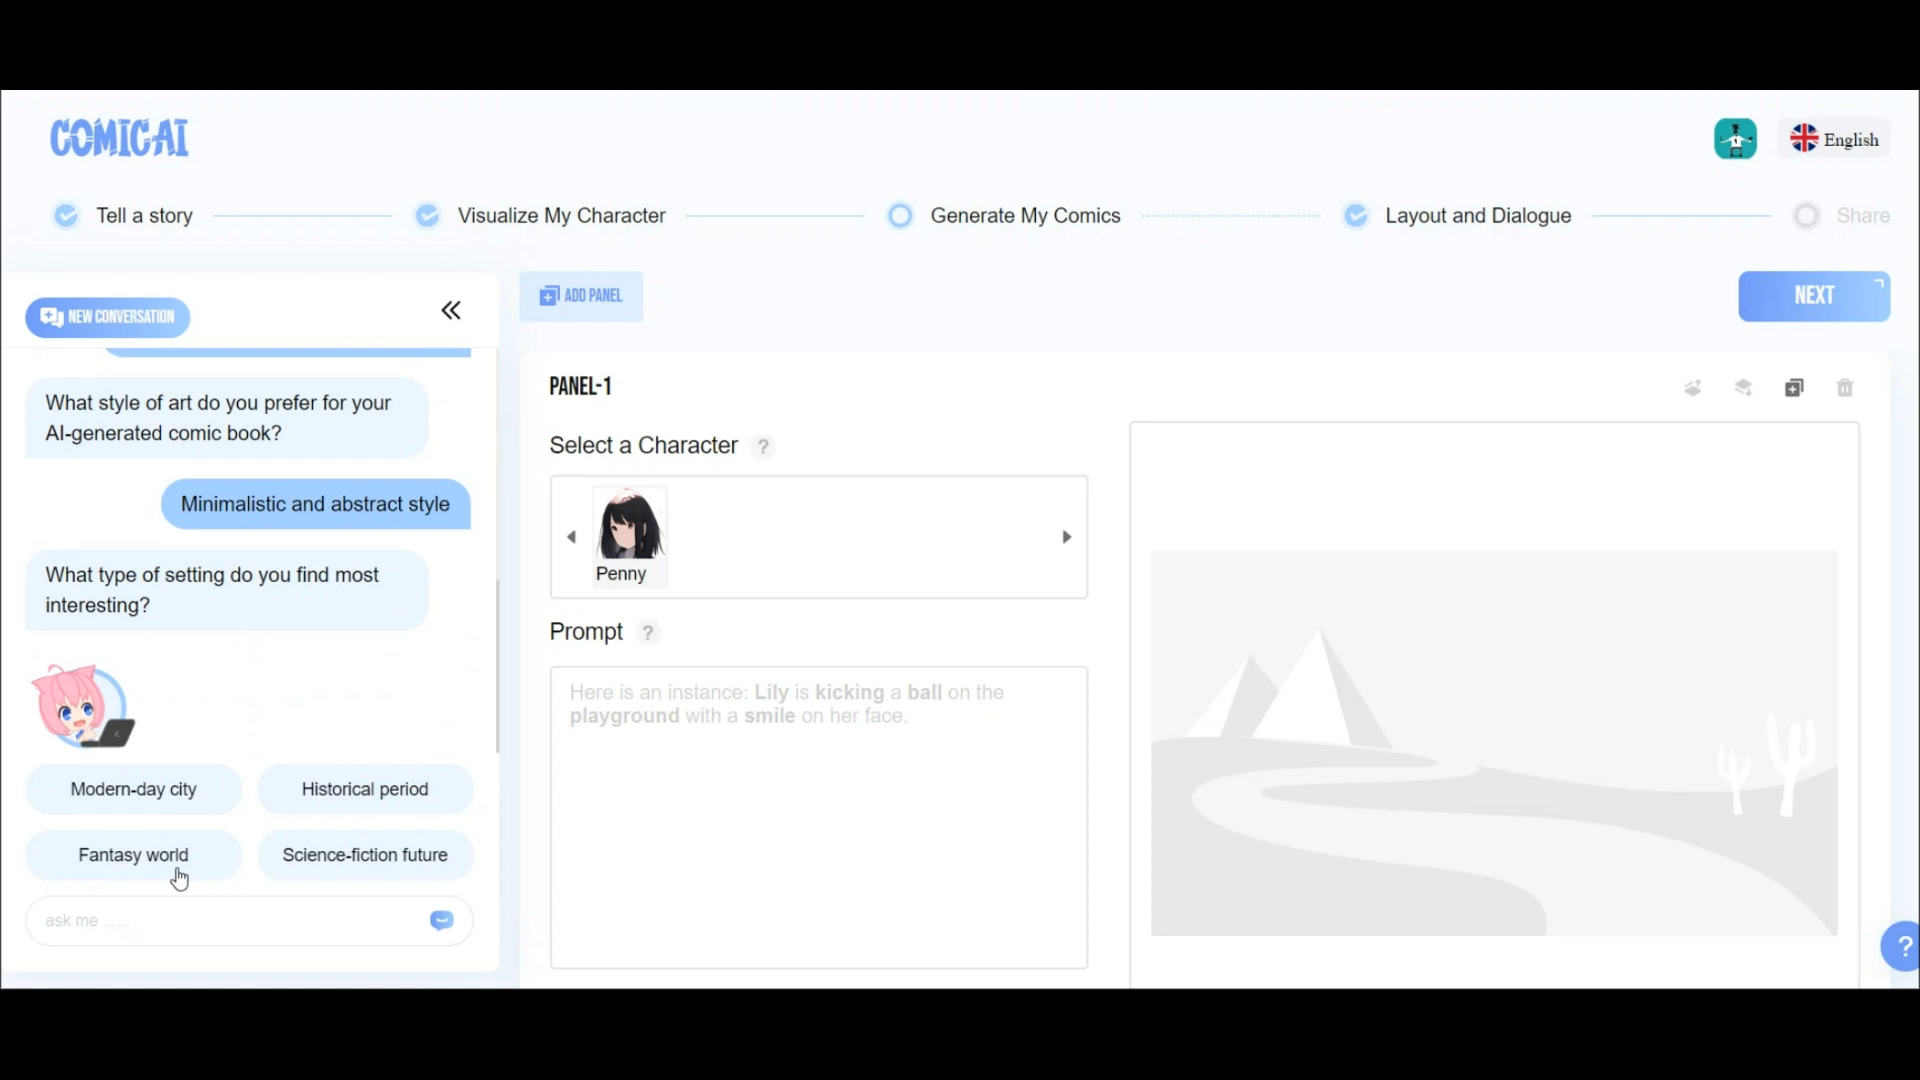 COMICAI
English
Tell a story
Visualize My Character
Generate My Comics
Layout and Dialogue
Share
NEW CONVERSATION
What style of art do you prefer for your
AI-generated comic book?
Minimalistic and abstract style
What type of setting do you find most
interesting?
Modern-day city
Historical period
Fantasy world
Science-fiction future
ask me ......
ADD PANEL
NEXT
PANEL-1
Select a Character ?
Penny
Prompt ?
Here is an instance: Lily is kicking a ball on the
playground with a smile on her face.
?